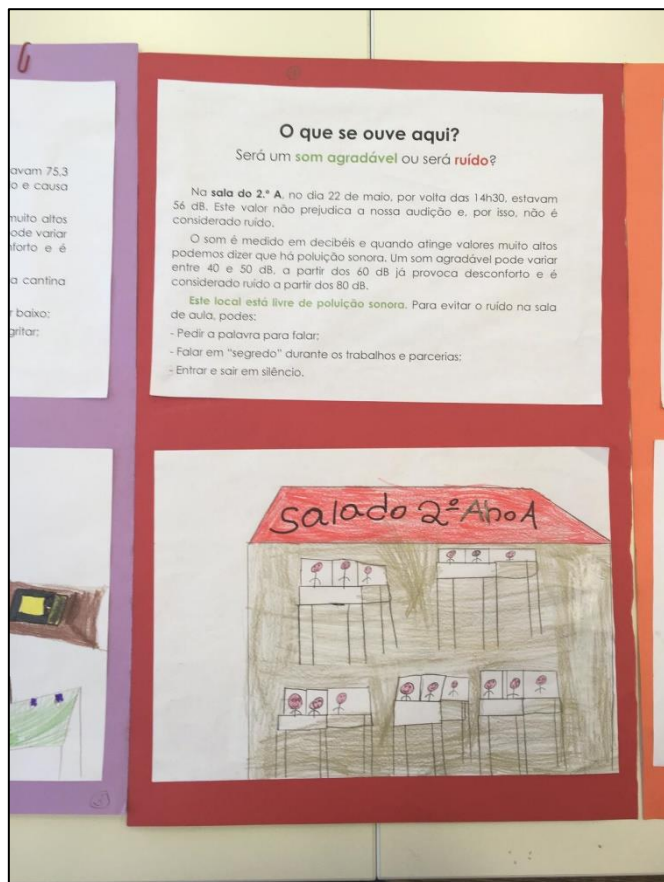 avam 75,3
o e causa
muito altos
ode variar
nforto e é
a cantina
r baixo;
gritar;
O que se ouve aqui?
Será um som agradável ou será ruído?
Na sala do 2.º A, no dia 22 de maio, por volta das 14h30, estavam
56 dB. Este valor não prejudica a nossa audição e, por isso, não é
considerado ruído.
O som é medido em decibéis e quando atinge valores muito altos
podemos dizer que há poluição sonora. Um som agradável pode variar
entre 40 e 50 dB, a partir dos 60 dB já provoca desconforto e é
considerado ruído a partir dos 80 dB.
Este local está livre de poluição sonora. Para evitar o ruído na sala
de aula, podes:
- Pedir a palavra para falar;
- Falar em “segredo” durante os trabalhos e parcerias;
- Entrar e sair em silêncio.
Sala do 2º Ano A